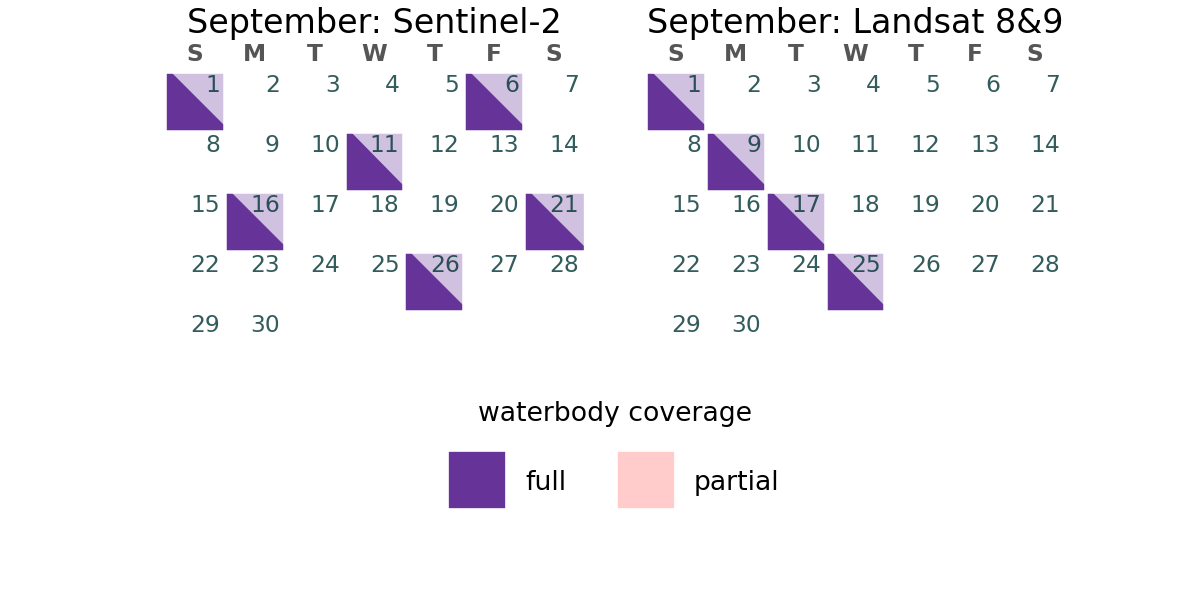 September: Sentinel-2
S M T W T F S
1 2 3 4 5 6 7
8 9 10 11 12 13 14
15 16 17 18 19 20 21
22 23 24 25 26 27 28
29 30
September: Landsat 8&9
S M T W T F S
1 2 3 4 5 6 7
8 9 10 11 12 13 14
15 16 17 18 19 20 21
22 23 24 25 26 27 28
29 30
waterbody coverage
full partial